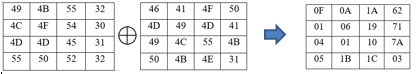 49 4B 55 32 46 41 4F 50 0F 0A 1A 62
4C 4F 54 30 4D 49 4D 41 01 06 19 71
4D 4D 45 31 49 4C 55 4B 04 01 10 7A
55 50 52 32 50 4B 4E 31 05 1B 1C 03